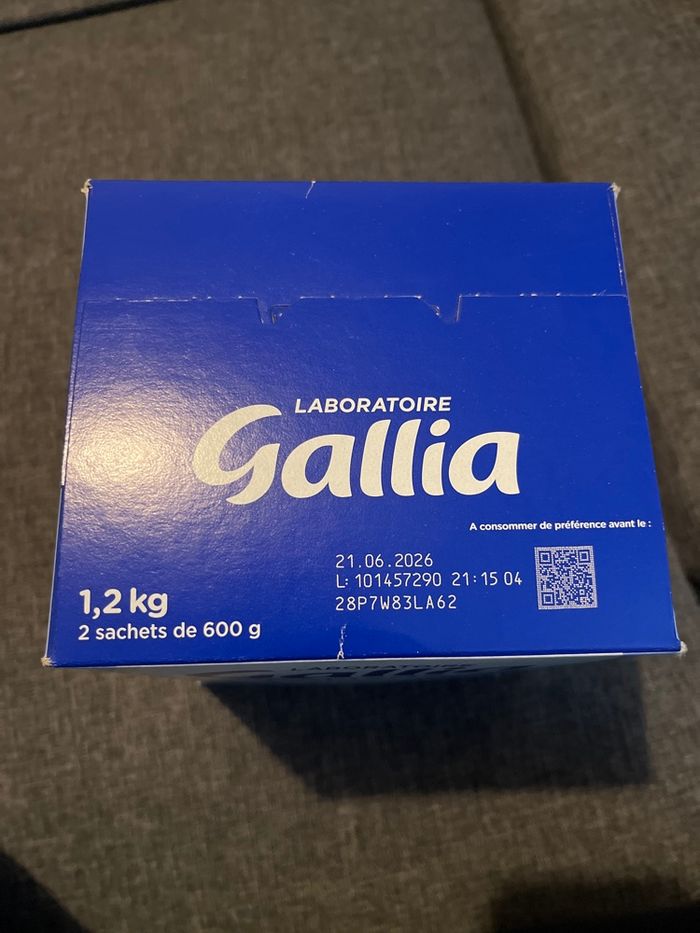 LABORATOIRE
Gallia
A consommer de préférence avant le :
21.06.2026
L: 101457290 21:15 04
28P7W83LA62
1,2 kg
2 sachets de 600 g
LABORATOIRE